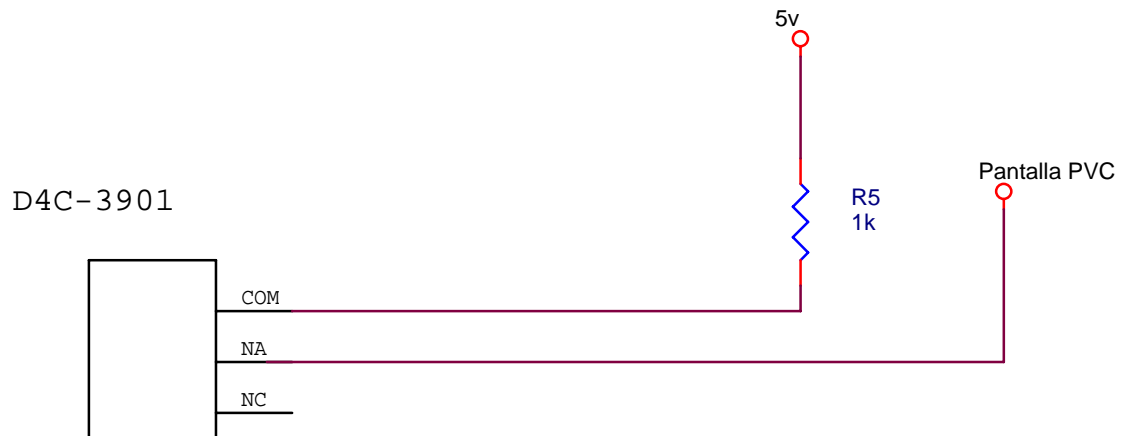 5v
Pantalla PVC
D4C-3901
R5
1k
COM
NA
NC